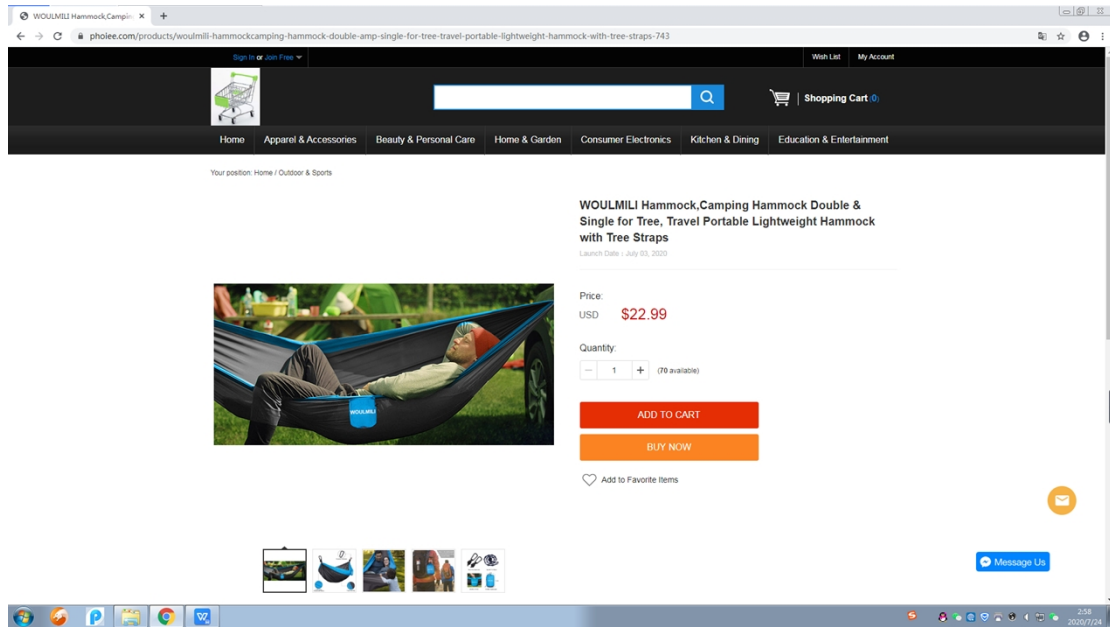 WOULMILI Hammock,Campin
phoiee.com/products/woulmili-hammockcamping-hammock-double-amp-single-for-tree-travel-portable-lightweight-hammock-with-tree-straps-743
Sign In or Join Free
Wish List
My Account
Shopping Cart (0)
Home
Apparel & Accessories
Beauty & Personal Care
Home & Garden
Consumer Electronics
Kitchen & Dining
Education & Entertainment
Your position: Home / Outdoor & Sports
WOULMILI Hammock,Camping Hammock Double &
Single for Tree, Travel Portable Lightweight Hammock
with Tree Straps
Launch Date : July 03, 2020
Price:
USD $22.99
Quantity:
1
(70 available)
ADD TO CART
BUY NOW
Add to Favorite Items
WOULMILI
Message Us
2:58
2020/7/24